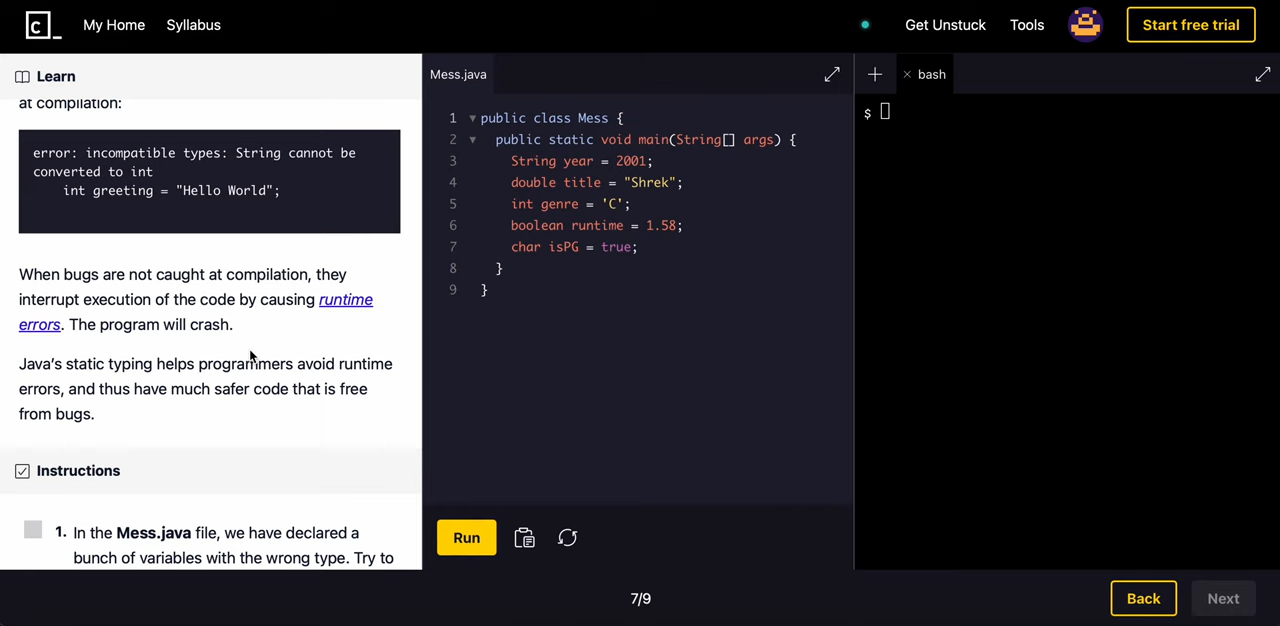 c_ My Home Syllabus Get Unstuck Tools Start free trial
Learn
at compilation:
error: incompatible types: String cannot be
converted to int
int greeting = "Hello World";
When bugs are not caught at compilation, they
interrupt execution of the code by causing runtime
errors. The program will crash.
Java's static typing helps programmers avoid runtime
errors, and thus have much safer code that is free
from bugs.
Instructions
1. In the Mess.java file, we have declared a
bunch of variables with the wrong type. Try to
Mess.java
1 public class Mess {
2 public static void main(String[] args) {
3 String year = 2001;
4 double title = "Shrek";
5 int genre = 'C';
6 boolean runtime = 1.58;
7 char isPG = true;
8 }
9 }
Run
+ × bash
$
7/9
Back Next